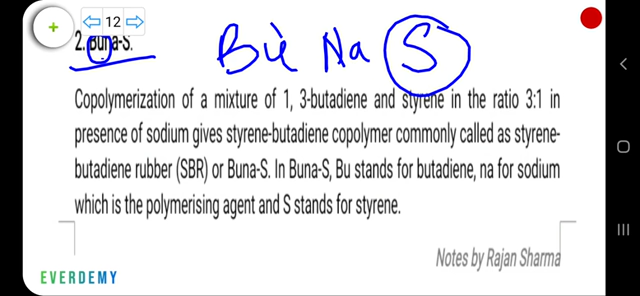 12
2. Buna-S.
Bu Na S
Copolymerization of a mixture of 1, 3-butadiene and styrene in the ratio 3:1 in
presence of sodium gives styrene-butadiene copolymer commonly called as styrene-
butadiene rubber (SBR) or Buna-S. In Buna-S, Bu stands for butadiene, na for sodium
which is the polymerising agent and S stands for styrene.
Notes by Rajan Sharma
EVERDEMY